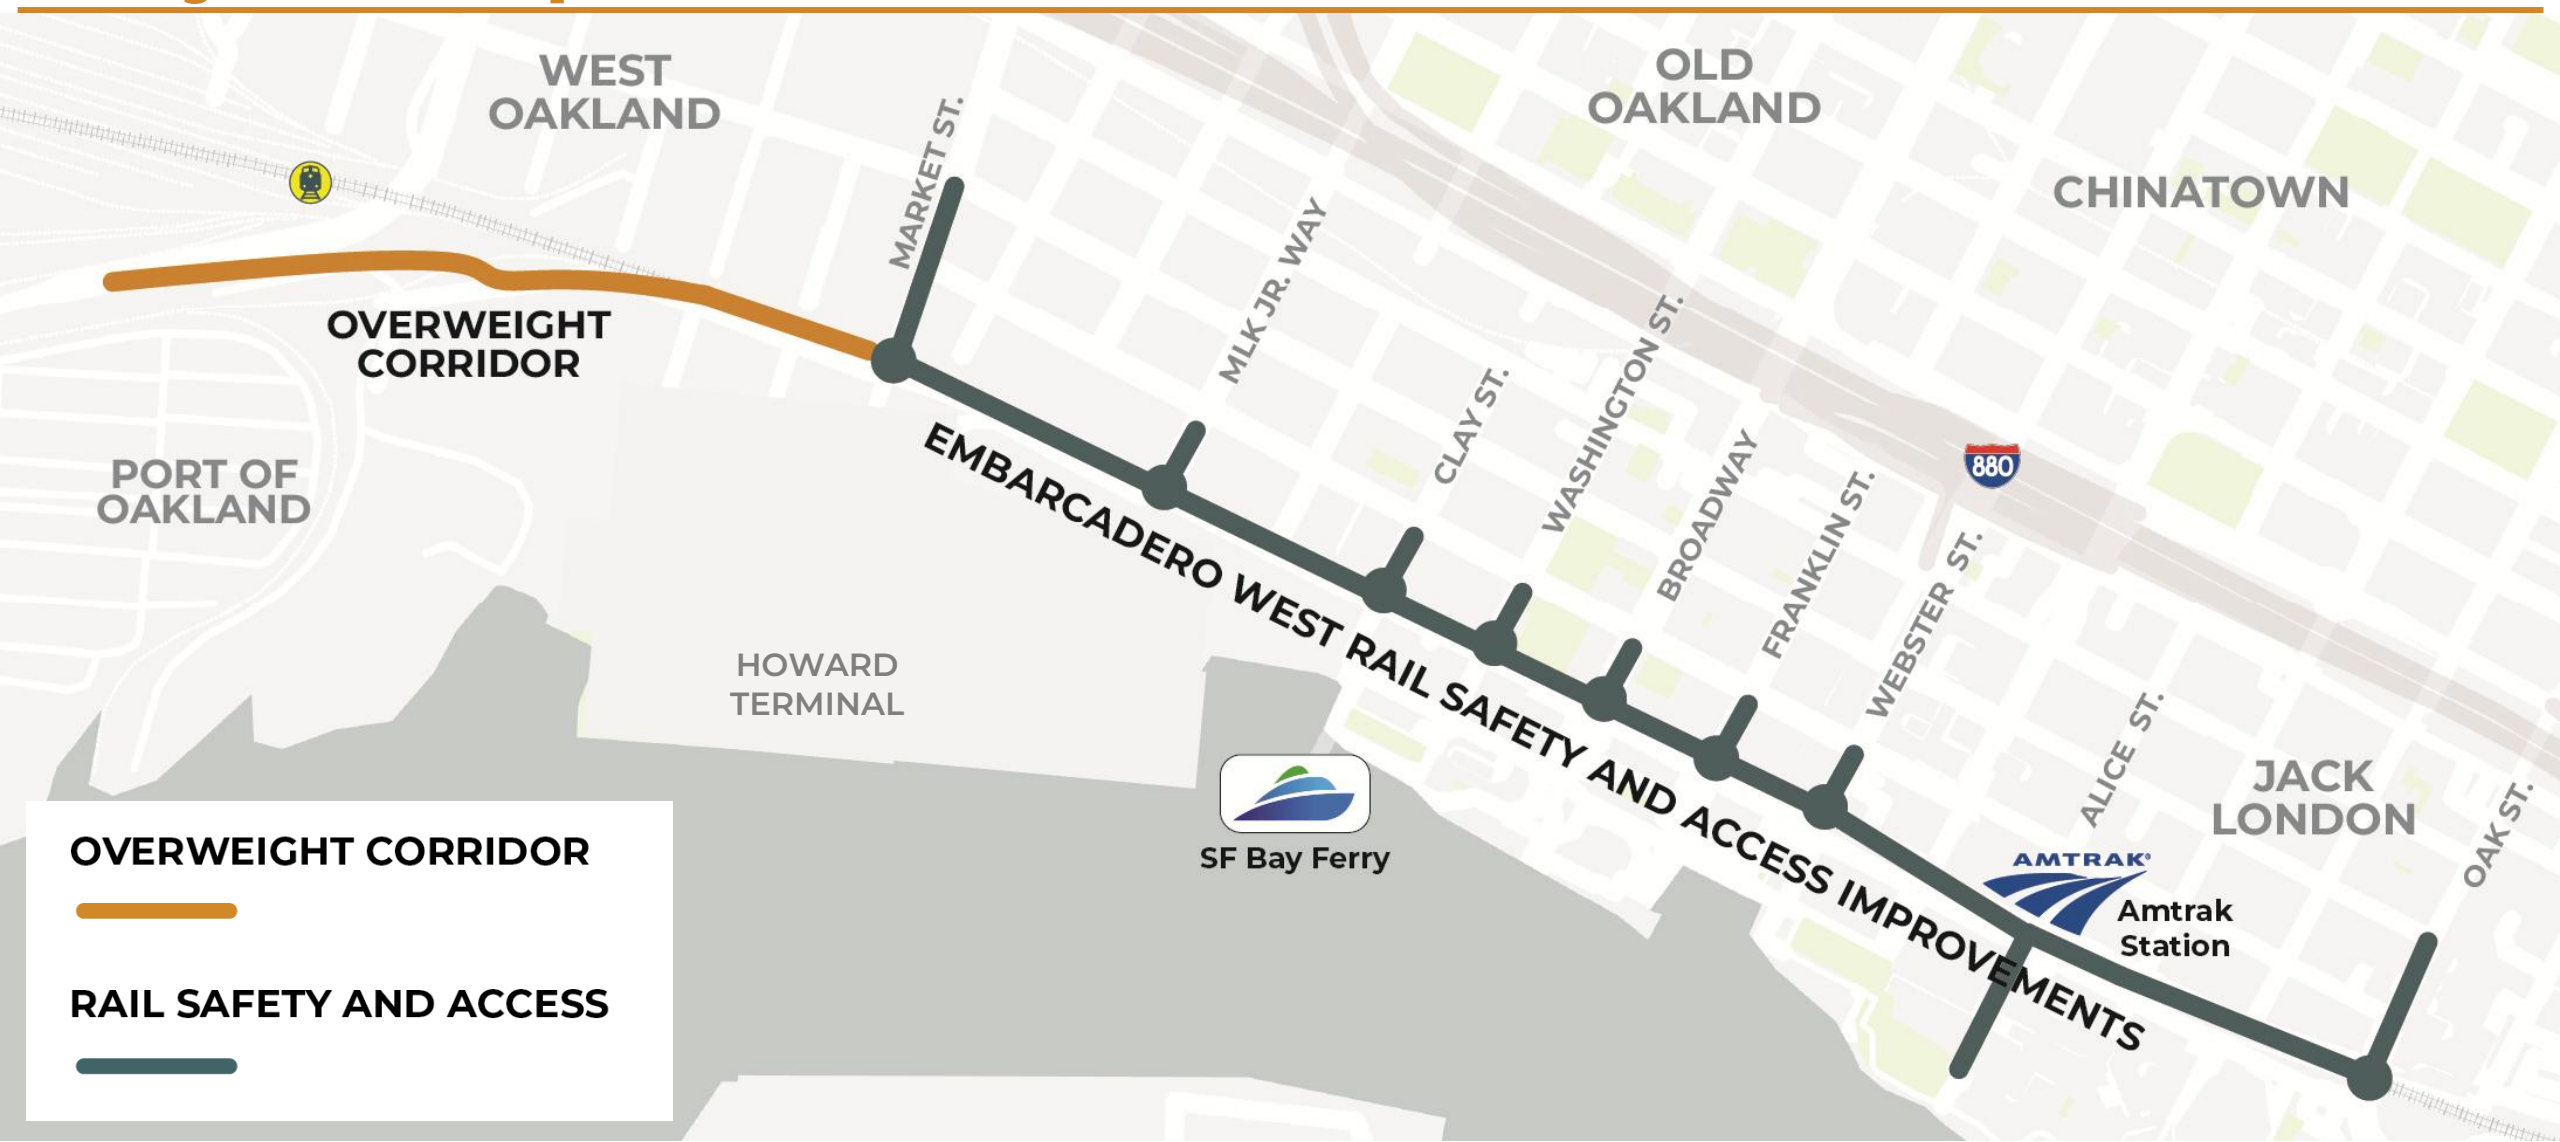 WEST
OAKLAND
OLD
OAKLAND
CHINATOWN
MARKET ST.
MLK JR. WAY
CLAY ST.
WASHINGTON ST.
BROADWAY
FRANKLIN ST.
WEBSTER ST.
ALICE ST.
OAK ST.
880
OVERWEIGHT
CORRIDOR
PORT OF
OAKLAND
EMBARCADERO WEST RAIL SAFETY AND ACCESS IMPROVEMENTS
HOWARD
TERMINAL
SF Bay Ferry
JACK
LONDON
AMTRAK
Amtrak
Station
OVERWEIGHT CORRIDOR
RAIL SAFETY AND ACCESS